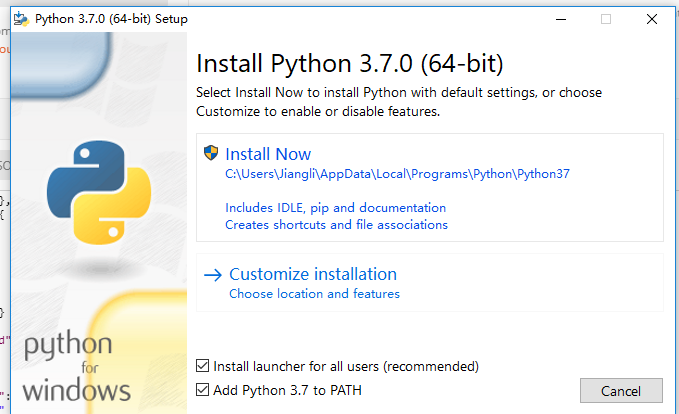 Python 3.7.0 (64-bit) Setup
Install Python 3.7.0 (64-bit)
Select Install Now to install Python with default settings, or choose
Customize to enable or disable features.
Install Now
C:\Users\Jiangli\AppData\Local\Programs\Python\Python37
Includes IDLE, pip and documentation
Creates shortcuts and file associations
Customize installation
Choose location and features
python
for
windows
Install launcher for all users (recommended)
Add Python 3.7 to PATH
Cancel